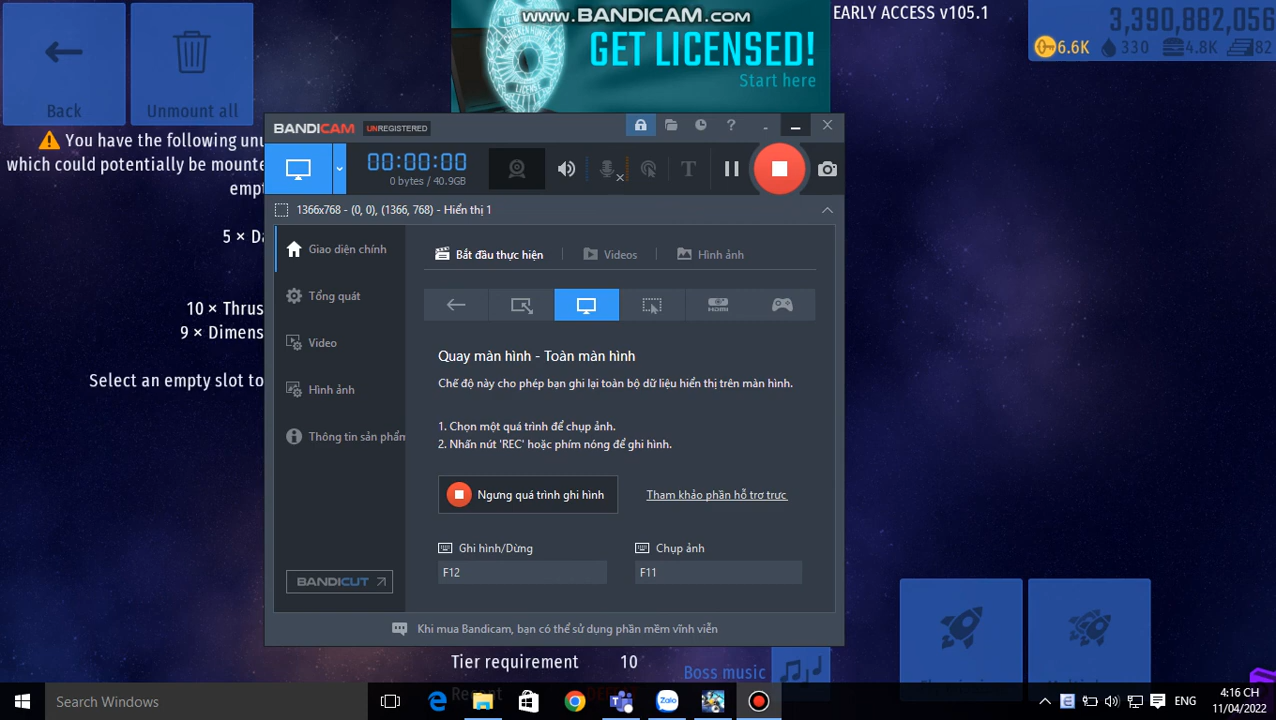 www.BANDICAM.com
EARLY ACCESS v105.1
3,390,882,056
6.6K 330 4.8K 82
GET LICENSED!
Start here
Back
Unmount all
You have the following
which could potentially be
5 ×
10 ×
9 ×
Select an empty slot to
BANDICAM UNREGISTERED
00:00:00
0 bytes / 40.9GB
1366x768 - (0, 0), (1366, 768) - Hiển thị 1
Giao diện chính
Tổng quát
Video
Hình ảnh
Thông tin sản phẩm
BANDICUT
Bắt đầu thực hiện
Videos
Hình ảnh
HDMI
Quay màn hình - Toàn màn hình
Chế độ này cho phép bạn ghi lại toàn bộ dữ liệu hiển thị trên màn hình.
1. Chọn một quá trình để chụp ảnh.
2. Nhấn nút 'REC' hoặc phím nóng để ghi hình.
Ngưng quá trình ghi hình
Tham khảo phần hỗ trợ trực
Ghi hình/Dừng
Chụp ảnh
F12
F11
Khi mua Bandicam, bạn có thể sử dụng phần mềm vĩnh viễn
Tier requirement 10
Boss music
Search Windows
ENG
4:16 CH
11/04/2022